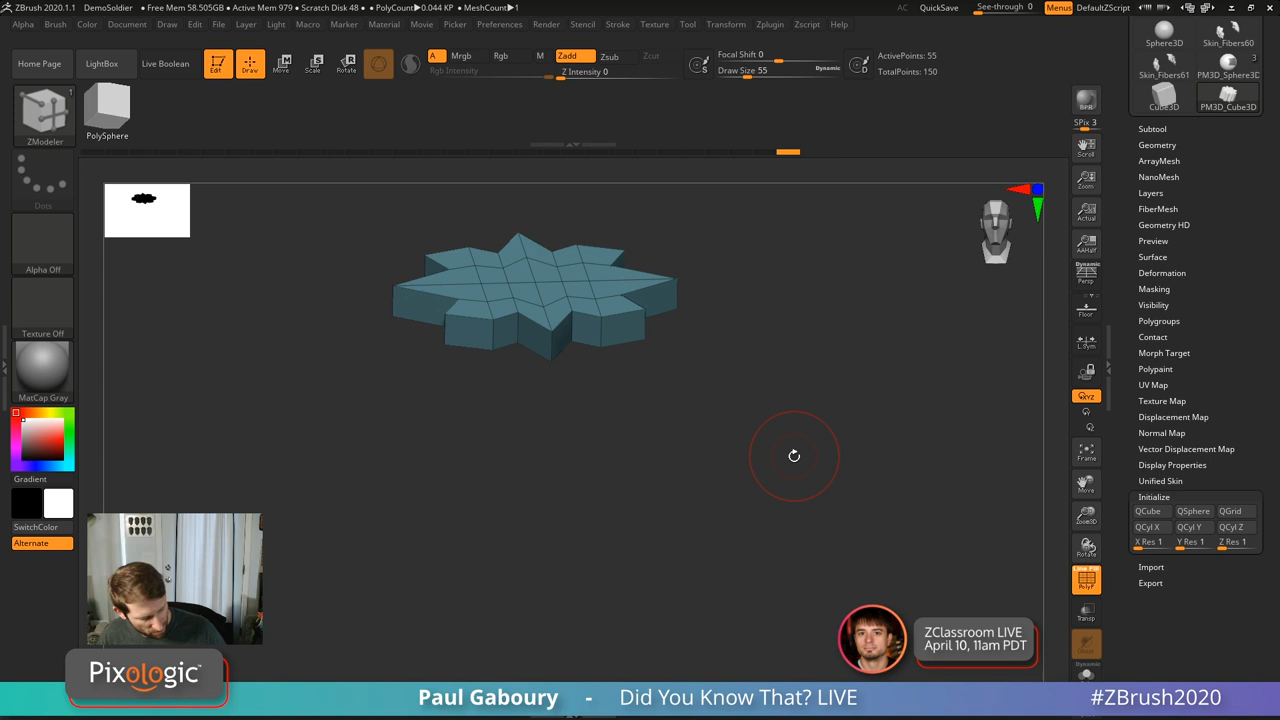 ZBrush 2020.1.1 DemoSoldier • Free Mem 58.505GB • Active Mem 979 • Scratch Disk 48 • PolyCount▸0.044 KP • MeshCount▸1 AC QuickSave See-through 0 Menus DefaultZScript
Alpha Brush Color Document Draw Edit File Layer Light Macro Marker Material Movie Picker Preferences Render Stencil Stroke Texture Tool Transform Zplugin Zscript Help
Home Page LightBox Live Boolean Edit Draw Move Scale Rotate
A Mrgb Rgb M Zadd Zsub Zcut
Rgb Intensity Z Intensity 0
Focal Shift 0
Draw Size 55 Dynamic
S D
ActivePoints: 55
TotalPoints: 150
1
ZModeler
PolySphere
Dots
Alpha Off
Texture Off
MatCap Gray
Gradient
SwitchColor
Alternate
BPR
SPix 3
Scroll
Zoom
Actual
AAHalf
Dynamic
Persp
Floor
L.Sym
XYZ
Frame
Move
Zoom3D
Rotate
Line Fill
PolyF
Transp
Ghost
Dynamic
Sphere3D Skin_Fibers60
3
Skin_Fibers61 PM3D_Sphere3D
Cube3D PM3D_Cube3D
Subtool
Geometry
ArrayMesh
NanoMesh
Layers
FiberMesh
Geometry HD
Preview
Surface
Deformation
Masking
Visibility
Polygroups
Contact
Morph Target
Polypaint
UV Map
Texture Map
Displacement Map
Normal Map
Vector Displacement Map
Display Properties
Unified Skin
Initialize
QCube QSphere QGrid
QCyl X QCyl Y QCyl Z
X Res 1 Y Res 1 Z Res 1
Import
Export
ZClassroom LIVE
April 10, 11am PDT
Pixologic™
Paul Gaboury - Did You Know That? LIVE #ZBrush2020